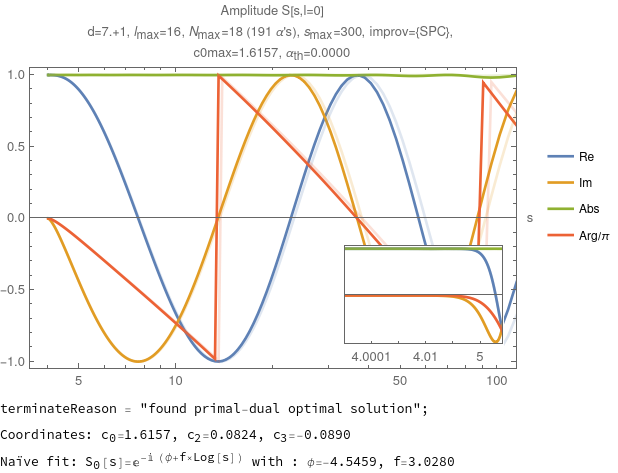 Amplitude S[s,l=0]
d=7.+1, lmax=16, Nmax=18 (191 α's), smax=300, improv={SPC},
c0max=1.6157, αth=0.0000
1.0
0.5
0.0
-0.5
-1.0
s
Re
Im
Abs
Arg/π
4.0001 4.01 5
5 10 50 100
terminateReason = "found primal-dual optimal solution";
Coordinates: c0=1.6157, c2=0.0824, c3=-0.0890
Naïve fit: S0[s]=e^-i (ϕ+f×Log[s]) with : ϕ=-4.5459, f=3.0280